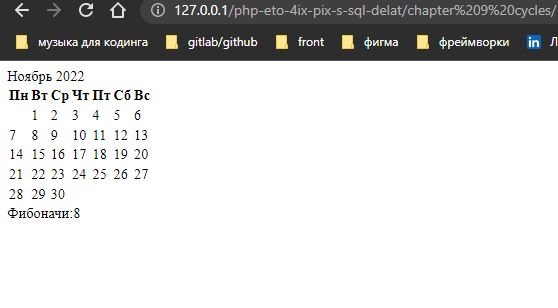 127.0.0.1/php-eto-4ix-pix-s-sql-delat/chapter%209%20cycles/
музыка для кодинга gitlab/github front фигма фреймворки in Л
Ноябрь 2022
Пн Вт Ср Чт Пт Сб Вс
1 2 3 4 5 6
7 8 9 10 11 12 13
14 15 16 17 18 19 20
21 22 23 24 25 26 27
28 29 30
Фибоначи:8